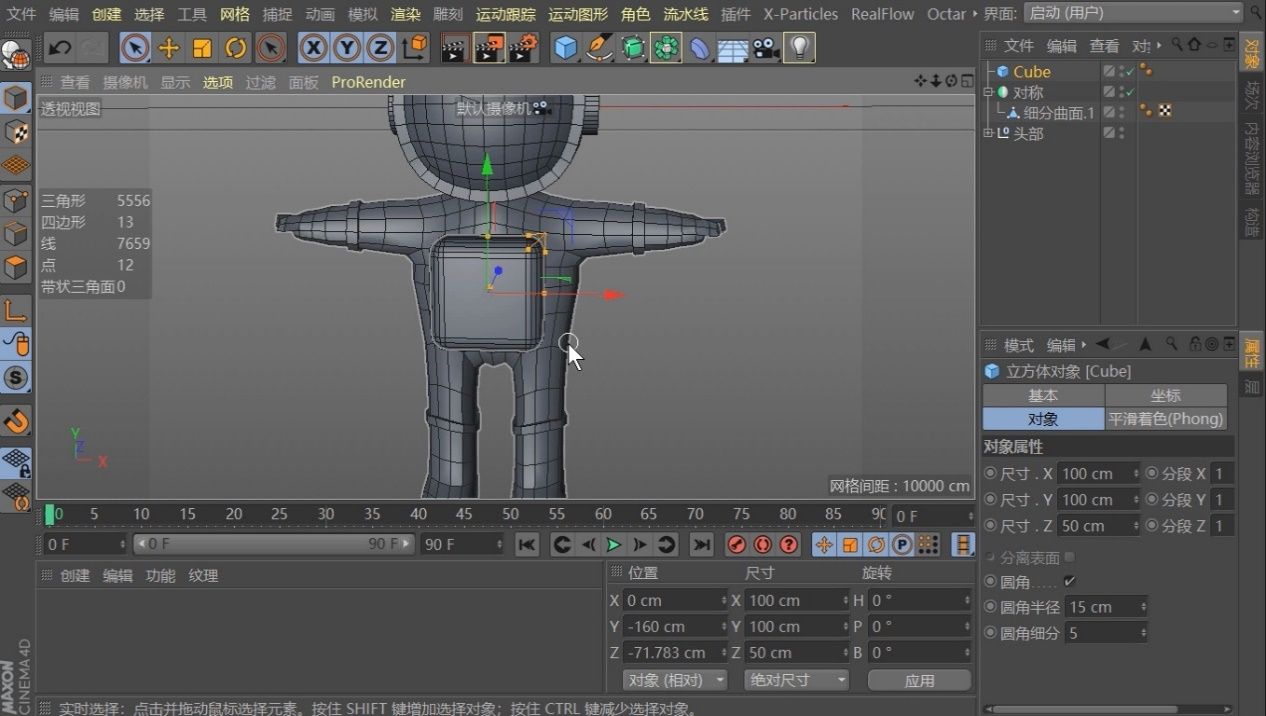 文件 编辑 创建 选择 工具 网格 捕捉 动画 模拟 渲染 雕刻 运动跟踪 运动图形 角色 流水线 插件 X-Particles RealFlow Octar 界面: 启动 (用户)
X Y Z
查看 摄像机 显示 选项 过滤 面板 ProRender
透视视图
默认摄像机
三角形 5556
四边形 13
线 7659
点 12
带状三角面 0
Y
Z
X
网格间距 : 10000 cm
S
0 5 10 15 20 25 30 35 40 45 50 55 60 65 70 75 80 85 90 0 F
0 F 0 F 90 F 90 F
P
创建 编辑 功能 纹理
位置 尺寸 旋转
X 0 cm X 100 cm H 0 °
Y -160 cm Y 100 cm P 0 °
Z -71.783 cm Z 50 cm B 0 °
对象 (相对) 绝对尺寸 应用
MAXON
CINEMA 4D
实时选择: 点击并拖动鼠标选择元素。按住 SHIFT 键增加选择对象; 按住 CTRL 键减少选择对象。
文件 编辑 查看 对
Cube
对称
细分曲面.1
头部
对象
场次
内容浏览器
构造
模式 编辑
立方体对象 [Cube]
基本 坐标
对象 平滑着色(Phong)
对象属性
尺寸 . X 100 cm 分段 X 1
尺寸 . Y 100 cm 分段 Y 1
尺寸 . Z 50 cm 分段 Z 1
分离表面
圆角
圆角半径 15 cm
圆角细分 5
属性
层